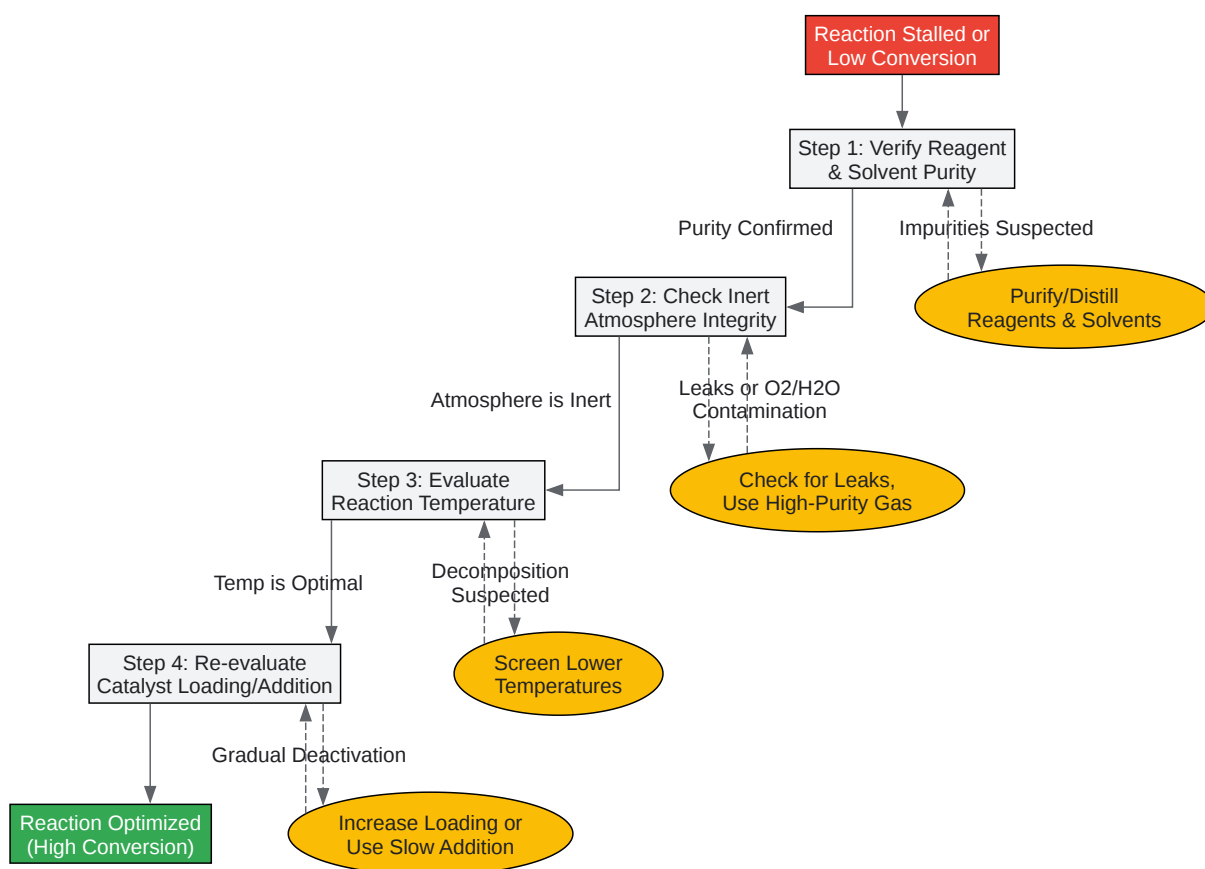 Reaction Stalled or
Low Conversion
Step 1: Verify Reagent
& Solvent Purity
Purity Confirmed
Impurities Suspected
Step 2: Check Inert
Atmosphere Integrity
Purify/Distill
Reagents & Solvents
Atmosphere is Inert
Leaks or O2/H2O
Contamination
Step 3: Evaluate
Reaction Temperature
Check for Leaks,
Use High-Purity Gas
Temp is Optimal
Decomposition
Suspected
Step 4: Re-evaluate
Catalyst Loading/Addition
Screen Lower
Temperatures
Gradual Deactivation
Reaction Optimized
(High Conversion)
Increase Loading or
Use Slow Addition